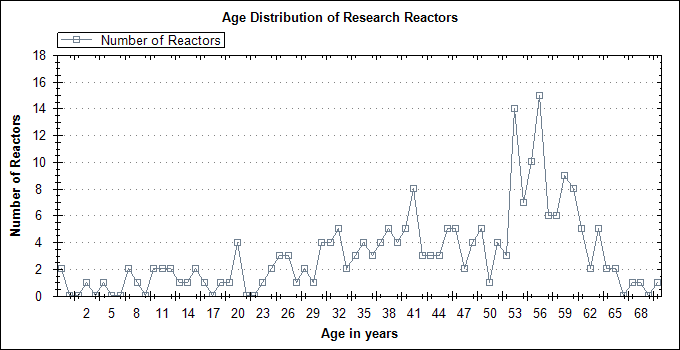 Age Distribution of Research Reactors
Number of Reactors
Number of Reactors
18
16
14
12
10
8
6
4
2
0
2 5 8 11 14 17 20 23 26 29 32 35 38 41 44 47 50 53 56 59 62 65 68
Age in years